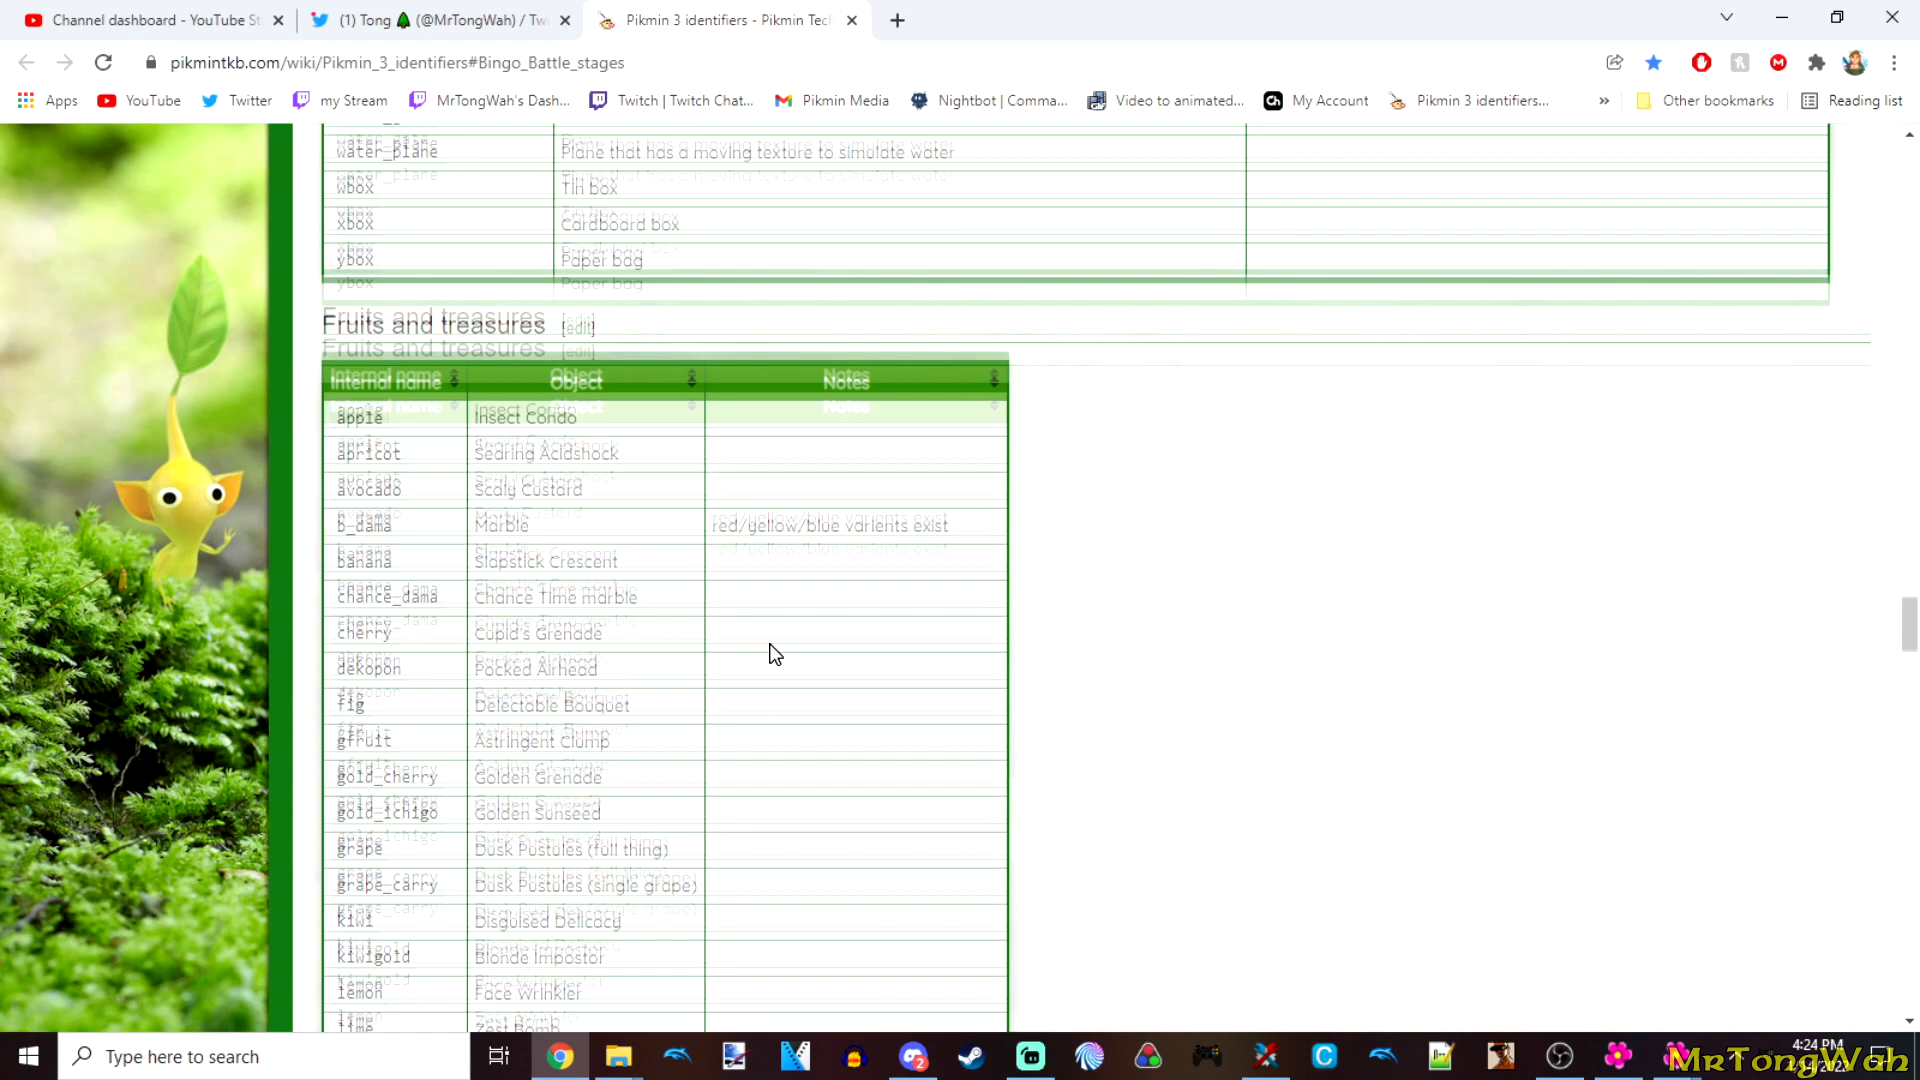 Channel dashboard - YouTube St
(1) Tong (@MrTongWah) / Tw
Pikmin 3 identifiers - Pikmin Tech
pikmintkb.com/wiki/Pikmin_3_identifiers#Bingo_Battle_stages
Apps YouTube Twitter my Stream MrTongWah's Dash... Twitch | Twitch Chat... Pikmin Media Nightbot | Comma... Video to animated... My Account Pikmin 3 identifiers... » Other bookmarks Reading list
water_plane Plane that has a moving texture to simulate water
wbox Tin box
xbox Cardboard box
ybox Paper bag
Fruits and treasures [edit]
Internal name Object Notes
apple Insect Condo
apricot Searing Acidshock
avocado Scaly Custard
b_dama Marble red/yellow/blue varients exist
banana Slapstick Crescent
chance_dama Chance Time marble
cherry Cupid's Grenade
dekopon Pocked Airhead
fig Delectable Bouquet
gfruit Astringent Clump
gold_cherry Golden Grenade
gold_ichigo Golden Sunseed
grape Dusk Pustules (full thing)
grape_carry Dusk Pustules (single grape)
kiwi Disguised Delicacy
kiwigold Blonde Impostor
lemon Face Wrinkler
lime Zest Bomb
Type here to search
4:24 PM
MrTongWah